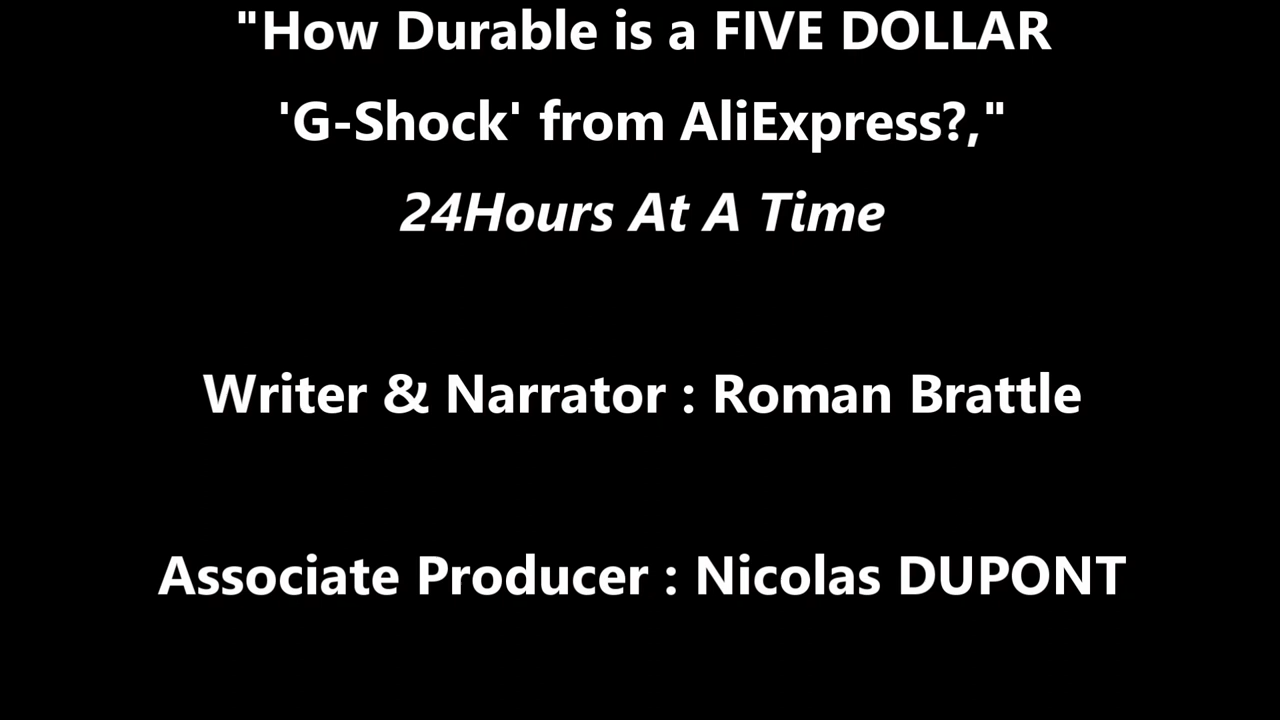 "How Durable is a FIVE DOLLAR
'G-Shock' from AliExpress?,"
24Hours At A Time
Writer & Narrator : Roman Brattle
Associate Producer : Nicolas DUPONT